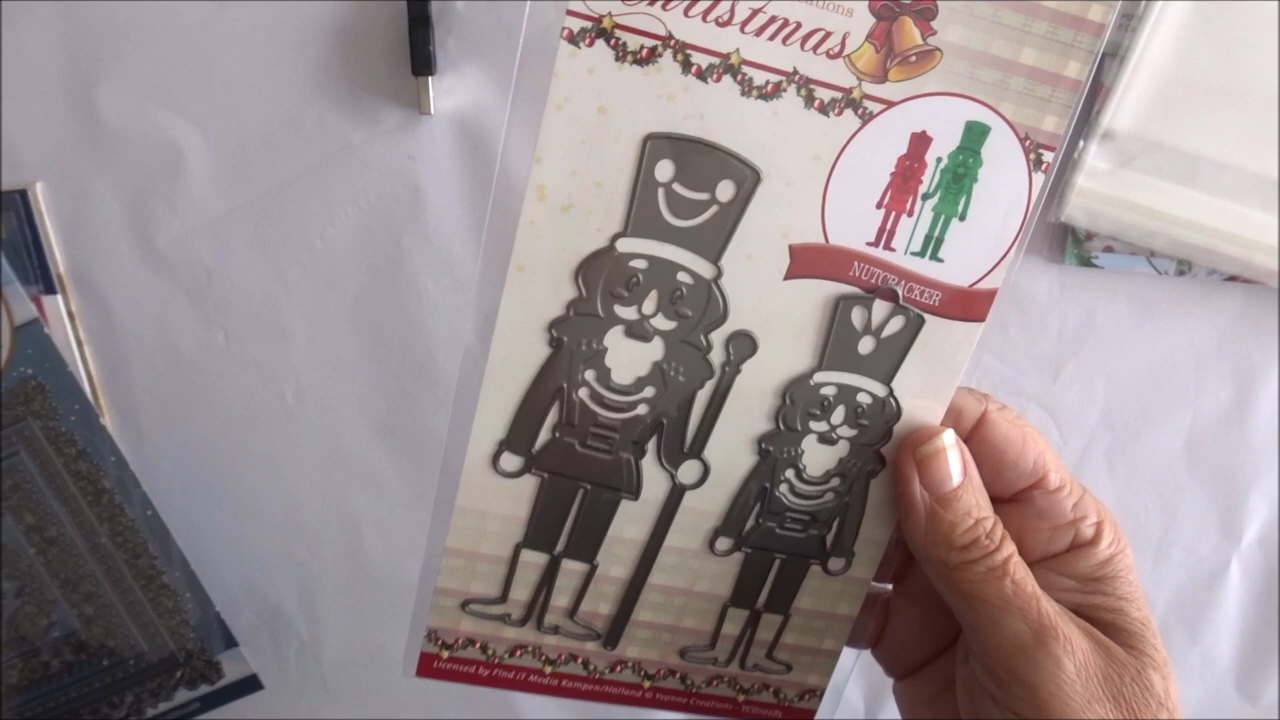 Christmas
NUTCRACKER
Licensed by Find IT Media Kampen/Holland © Yvonne Creations -